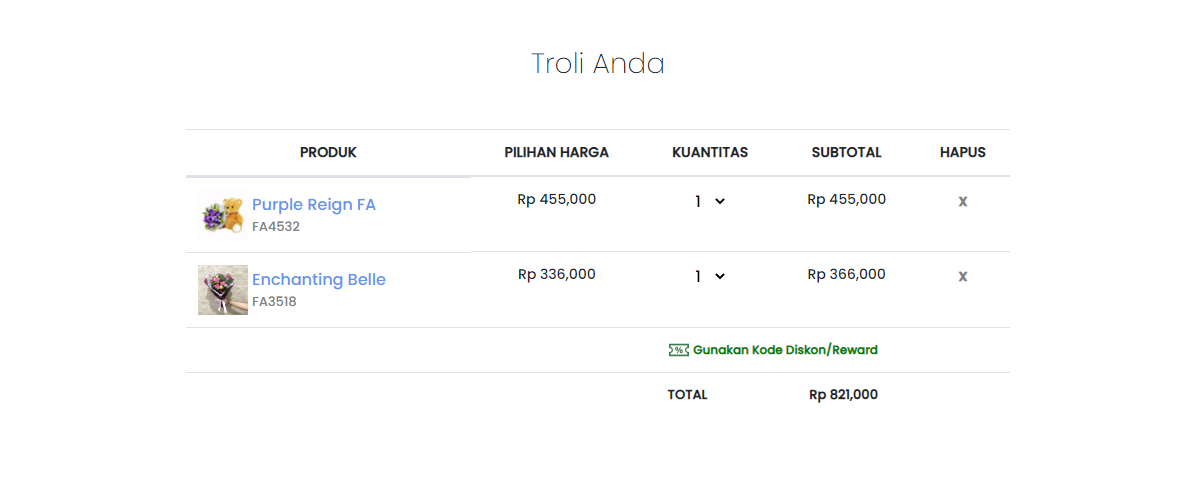 Troli Anda
PRODUK PILIHAN HARGA KUANTITAS SUBTOTAL HAPUS
Purple Reign FA Rp 455,000 1 Rp 455,000 x
FA4532
Enchanting Belle Rp 336,000 1 Rp 366,000 x
FA3518
% Gunakan Kode Diskon/Reward
TOTAL Rp 821,000